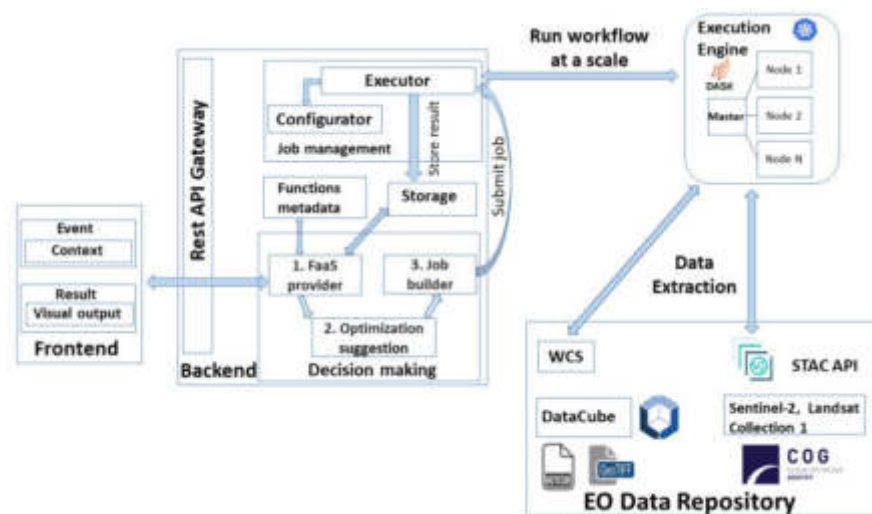 Frontend
Event
Context
Result
Visual output
Backend
Rest API Gateway
Executor
Configurator
Job management
Store result
Submit job
Functions
metadata
Storage
1. FaaS
provider
3. Job
builder
2. Optimization
suggestion
Decision making
Run workflow
at a scale
Execution
Engine
DASK
Master
Node 1
Node 2
Node N
Data
Extraction
WCS
STAC API
DataCube
Sentinel-2, Landsat
Collection 1
GeoTIFF
COG
EO Data Repository